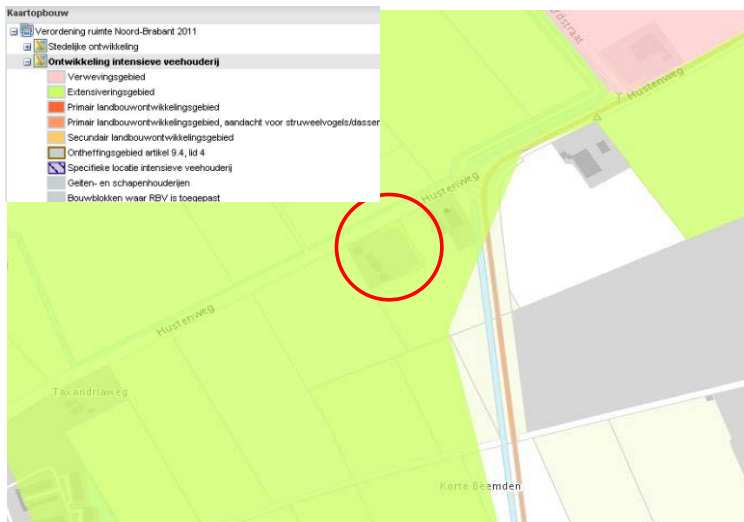 Kaartopbouw
Verordening ruimte Noord-Brabant 2011
Stedelijke ontwikkeling
Ontwikkeling intensieve veehouderij
Verwevingsgebied
Extensiveringsgebied
Primair landbouwontwikkelingsgebied
Primair landbouwontwikkelingsgebied, aandacht voor struweelvogels/dassen
Secundair landbouwontwikkelingsgebied
Ontheffingsgebied artikel 9.4, lid 4
Specifieke locatie intensieve veehouderij
Geiten- en schapenhouderijen
Bouwblokken waar RBV is toegepast
Hustenweg
Hustenweg
Hustenweg
Taxandriaweg
Korte Beemden